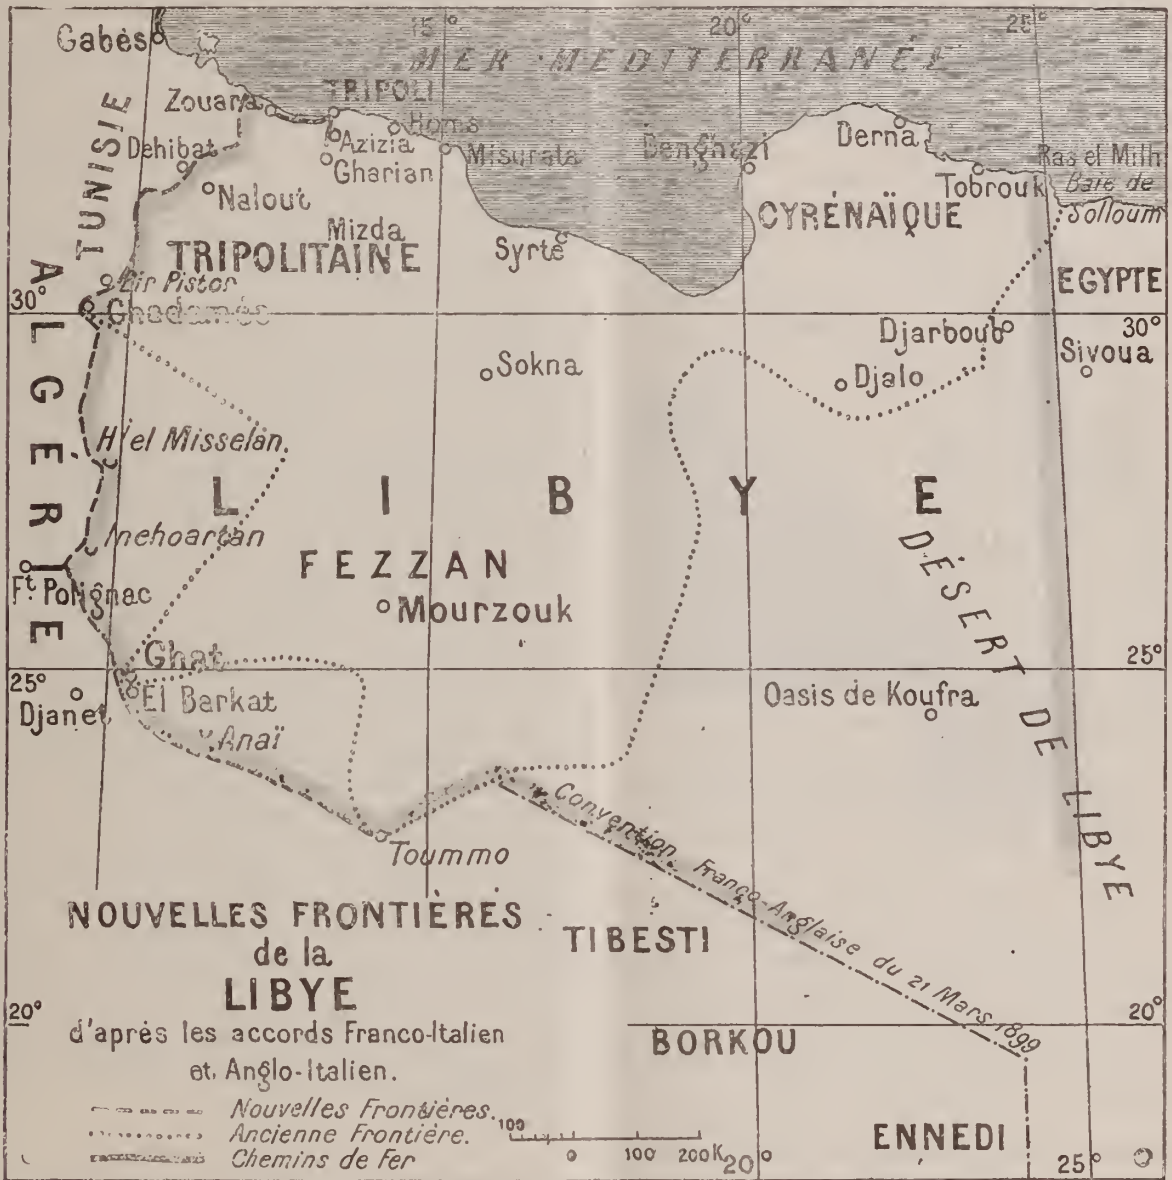 Gabès
15°
20°
25°
MER MEDITERRANÉE
TUNISIE
Zouara
TRIPOLI
Homs
Azizia
Gharian
Misurata
Benghazi
Derna
Tobrouk
Ras el Milh
Baie de
Solloum
Dehibat
Nalout
Mizda
TRIPOLITAINE
Syrte
CYRÉNAÏQUE
EGYPTE
Bir Pistor
30°
Ghadamés
30°
Djarboub
Sivoua
ALGÉRIE
Sokna
Djalo
H'el Misselan
LIBYE
Inehoartan
FEZZAN
DÉSERT DE LIBYE
Ft. Polignac
Mourzouk
Ghat
25°
25°
Djanet
El Barkat
Oasis de Koufra
Anaï
Toummo
Convention Franco-Anglaise du 21 Mars 1899
NOUVELLES FRONTIÈRES
de la
LIBYE
d'après les accords Franco-Italien
et Anglo-Italien.
TIBESTI
20°
20°
BORKOU
Nouvelles Frontières.
Ancienne Frontière.
Chemins de Fer
100 0 100 200 K
ENNEDI
20°
25°